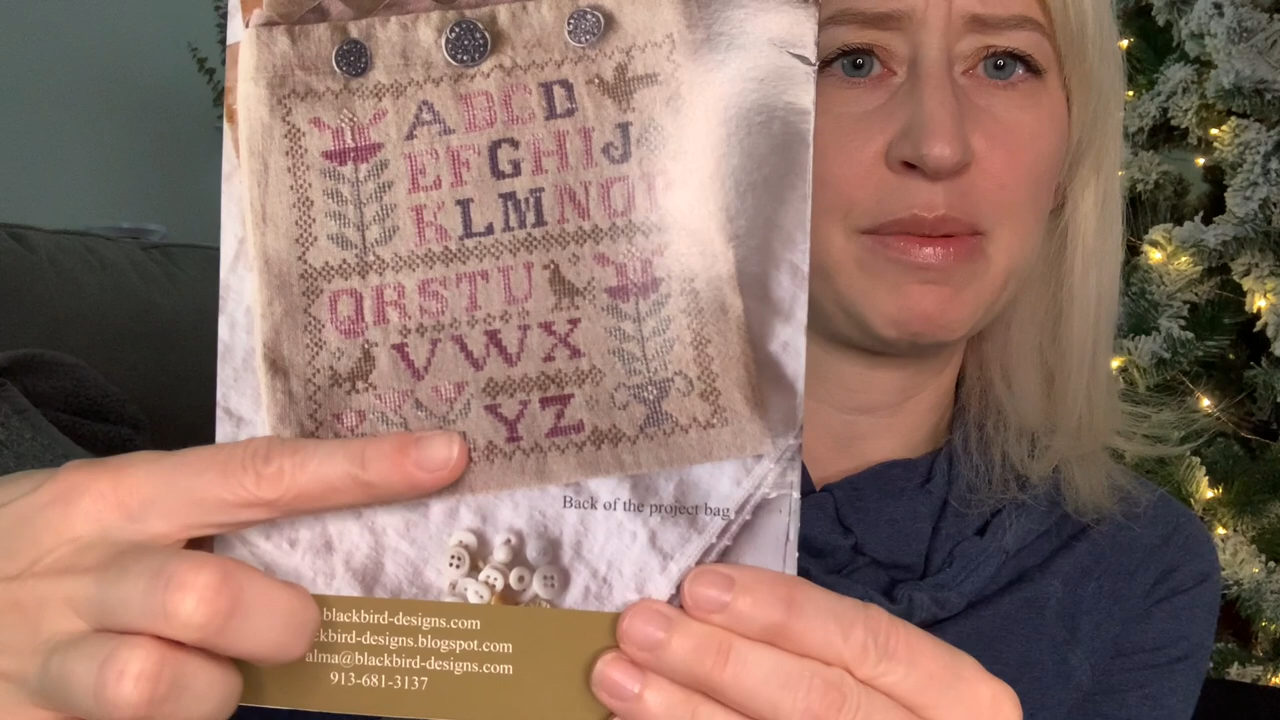 ABCD
EFGHIJ
KLMNO
QRSTU
VWX
YZ
Back of the project bag
blackbird-designs.com
ckbird-designs.blogspot.com
alma@blackbird-designs.com
913-681-3137